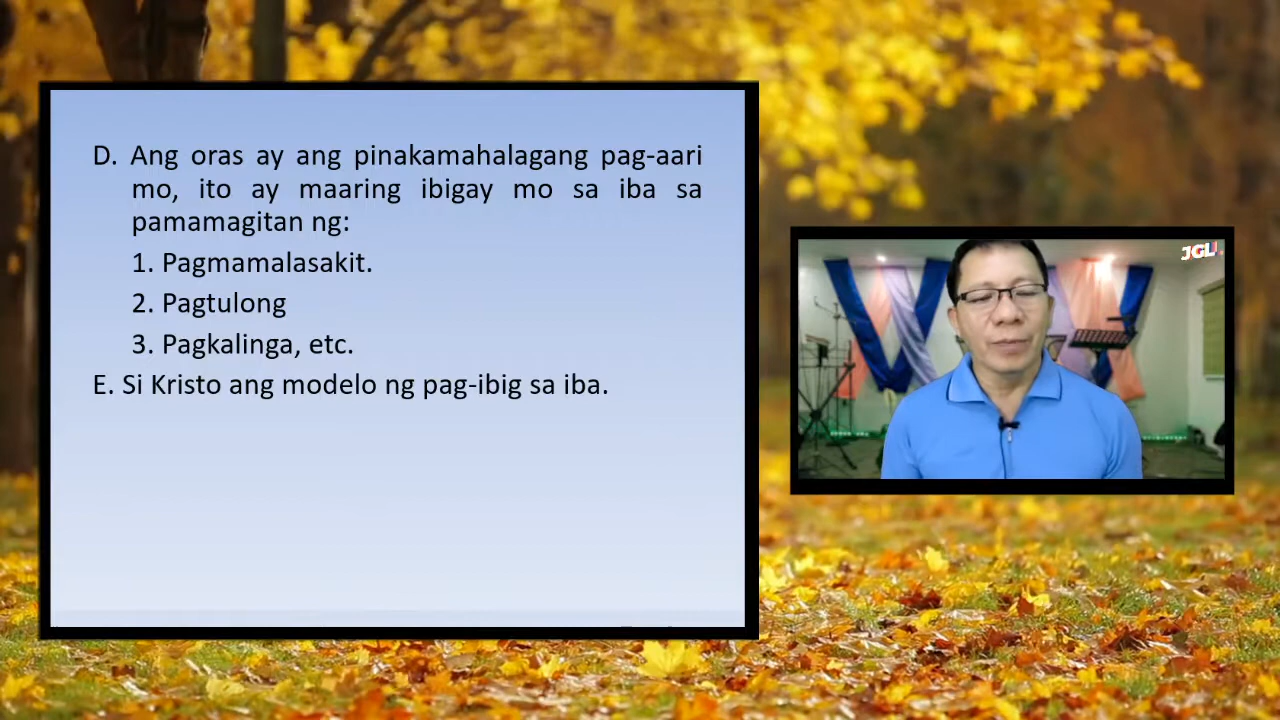 D. Ang oras ay ang pinakamahalagang pag-aari
mo, ito ay maaring ibigay mo sa iba sa
pamamagitan ng:
1. Pagmamalasakit.
2. Pagtulong
3. Pagkalinga, etc.
E. Si Kristo ang modelo ng pag-ibig sa iba.